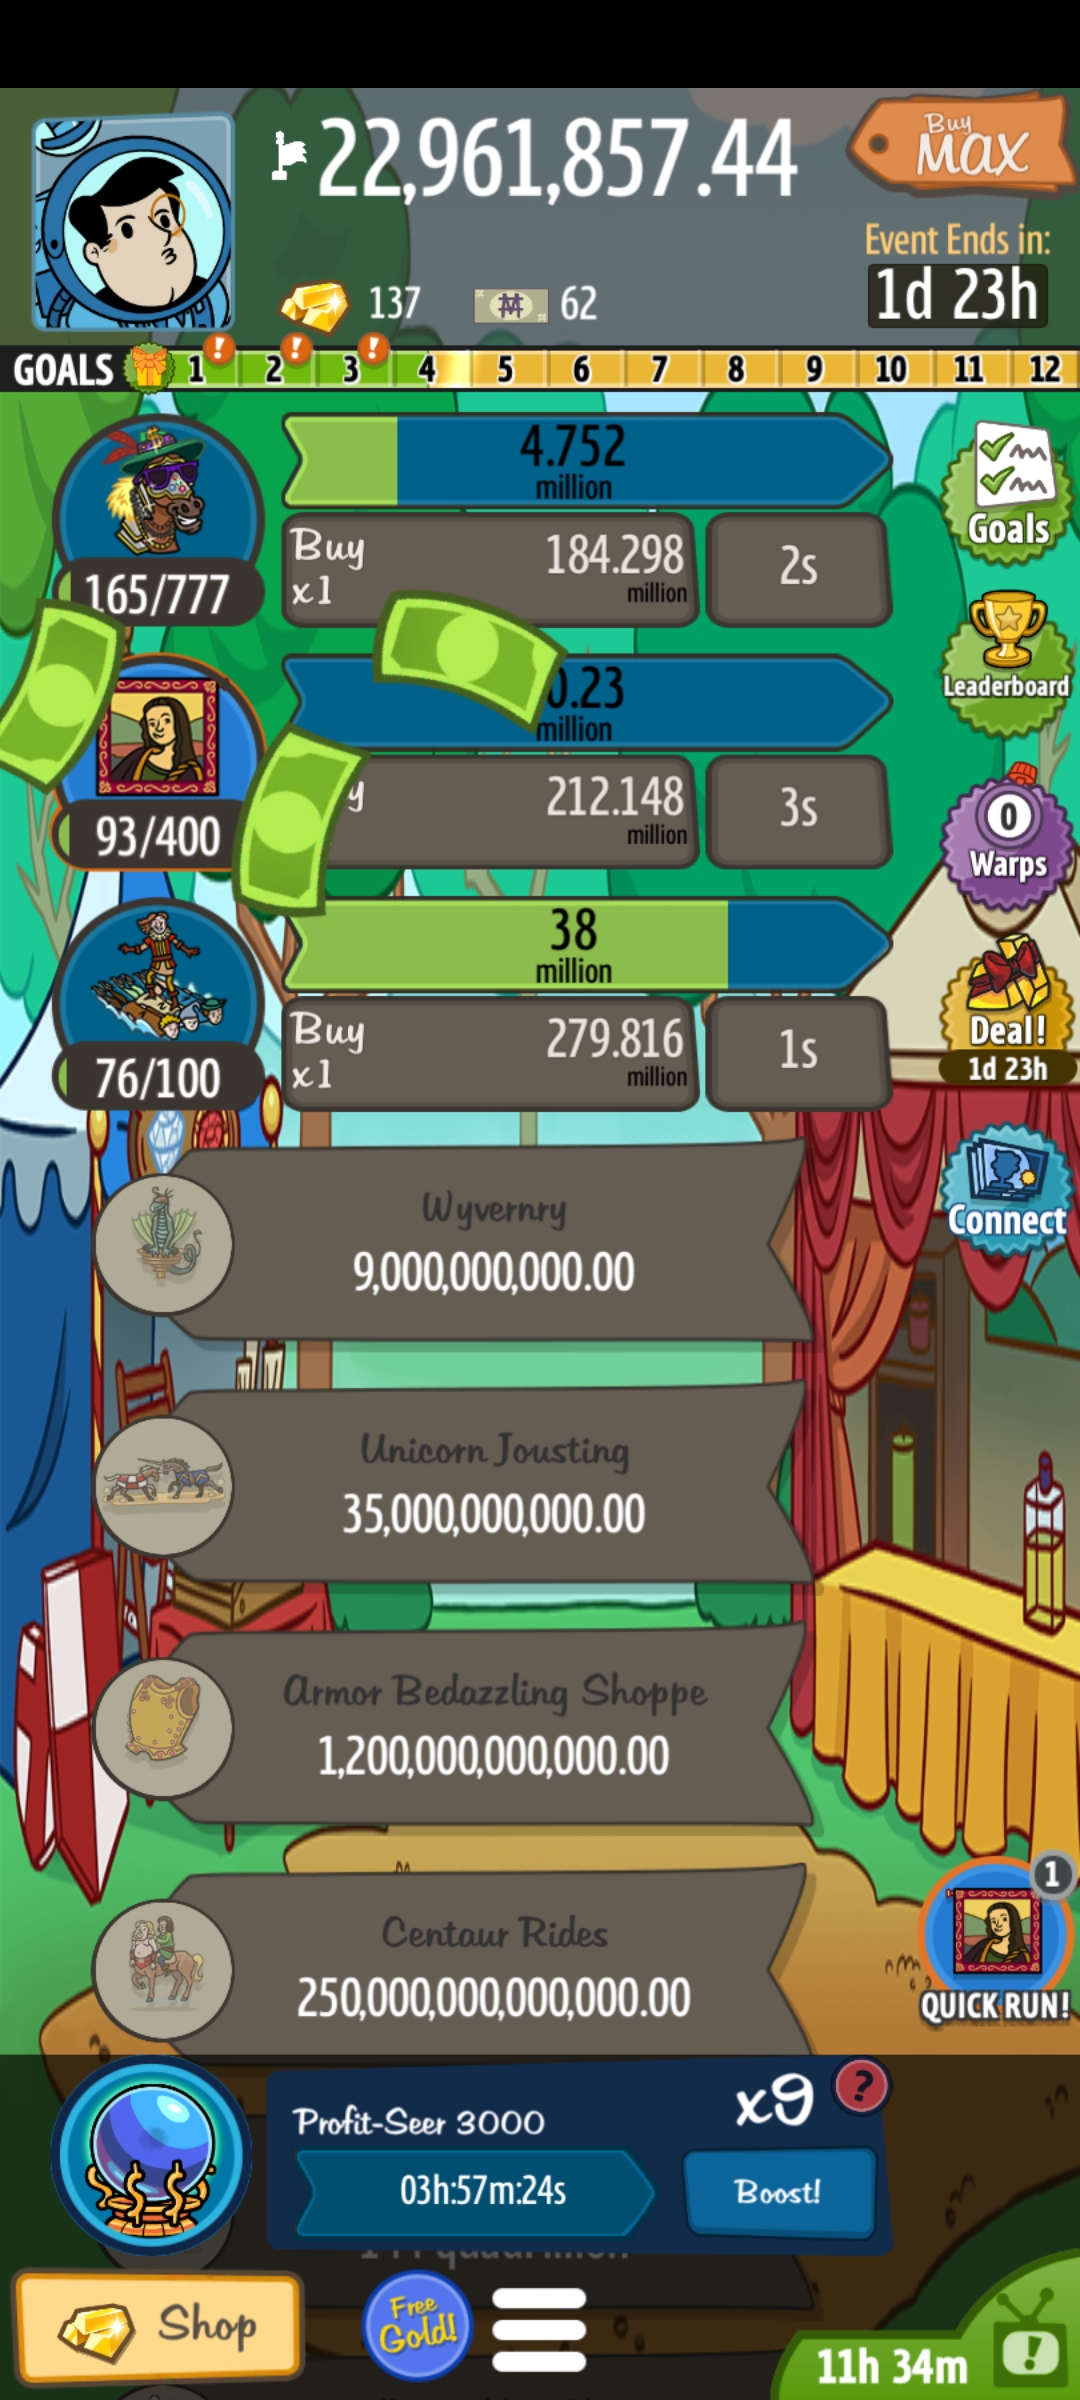 22,961,857.44
Buy
MAX
Event Ends in:
1d 23h
137
62
GOALS 1 ! 2 ! 3 ! 4 5 6 7 8 9 10 11 12
4.752
million
Buy
x1
184.298
million
2s
165/777
Goals
Leaderboard
0.23
million
212.148
million
3s
93/400
0
Warps
38
million
Buy
x1
279.816
million
1s
76/100
Deal!
1d 23h
Connect
Wyvernry
9,000,000,000.00
Unicorn Jousting
35,000,000,000.00
Armor Bedazzling Shoppe
1,200,000,000,000.00
Centaur Rides
250,000,000,000,000.00
1
QUICK RUN!
Profit-Seer 3000
x9
?
03h:57m:24s
Boost!
Shop
Free
Gold!
11h 34m
!